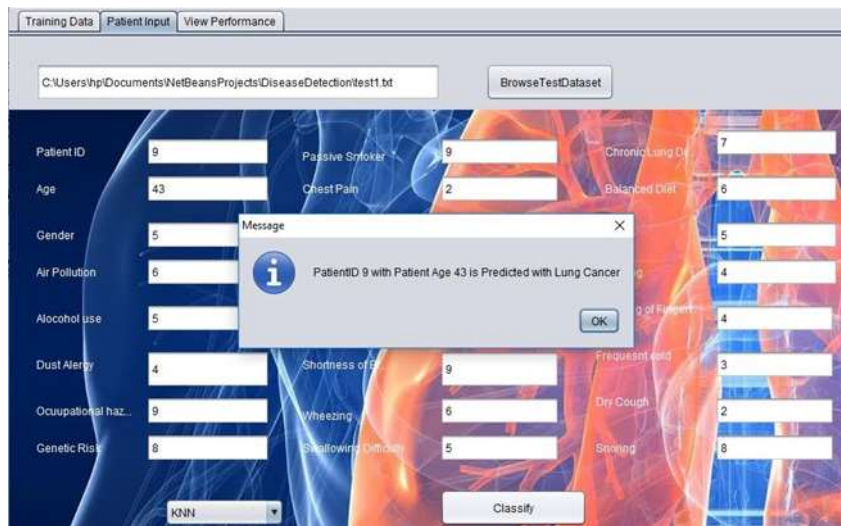 Training Data Patient Input View Performance
C:\Users\hp\Documents\NetBeansProjects\DiseaseDetection\test1.txt BrowseTestDataset
Patient ID 9 Passive Smoker 9 Chronic Lung De... 7
Age 43 Chest Pain 2 Balanced Diet 6
Message
Gender 5 5
Air Pollution 6 PatientID 9 with Patient Age 43 is Predicted with Lung Cancer 4
Alocohol use 5 OK 4
Dust Alergy 4 Shortness of 9 Frequesnt cold 3
Ocuupational haz... 9 Wheezing 6 Dry Cough 2
Genetic Risk 8 Swallowing Difficulty 5 Snoring 8
KNN Classify